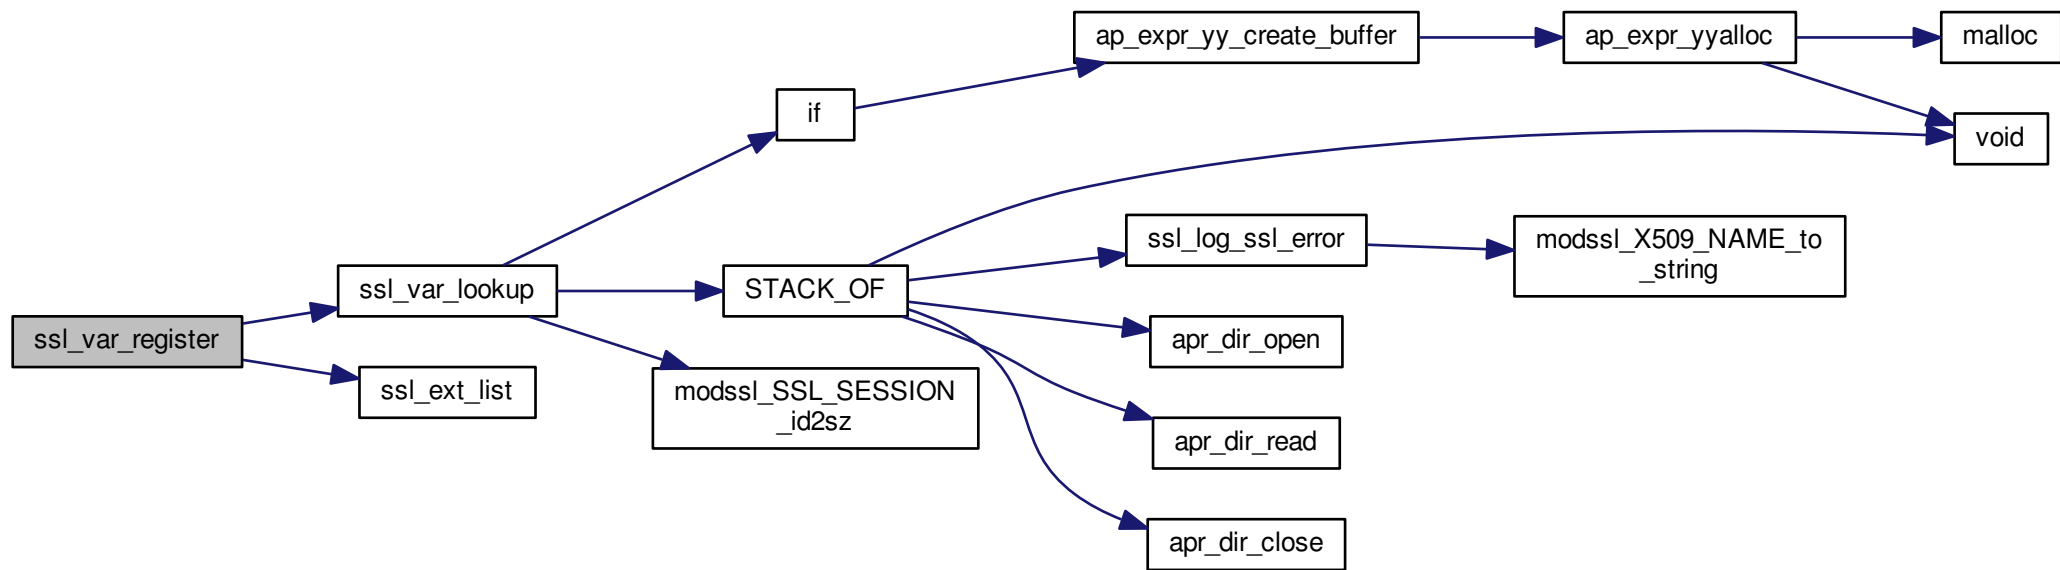 ssl_var_register
ssl_var_lookup
ssl_ext_list
if
STACK_OF
modssl_SSL_SESSION
_id2sz
ap_expr_yy_create_buffer
ssl_log_ssl_error
apr_dir_open
apr_dir_read
apr_dir_close
ap_expr_yyalloc
modssl_X509_NAME_to
_string
malloc
void